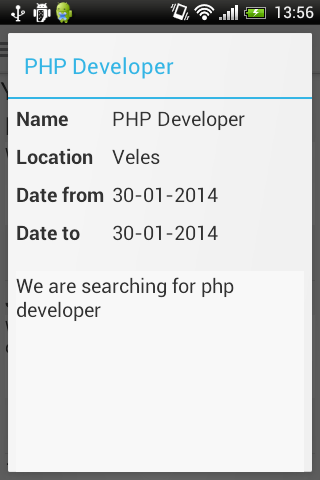 13:56
PHP Developer
Name PHP Developer
Location Veles
Date from 30-01-2014
Date to 30-01-2014
We are searching for php
developer